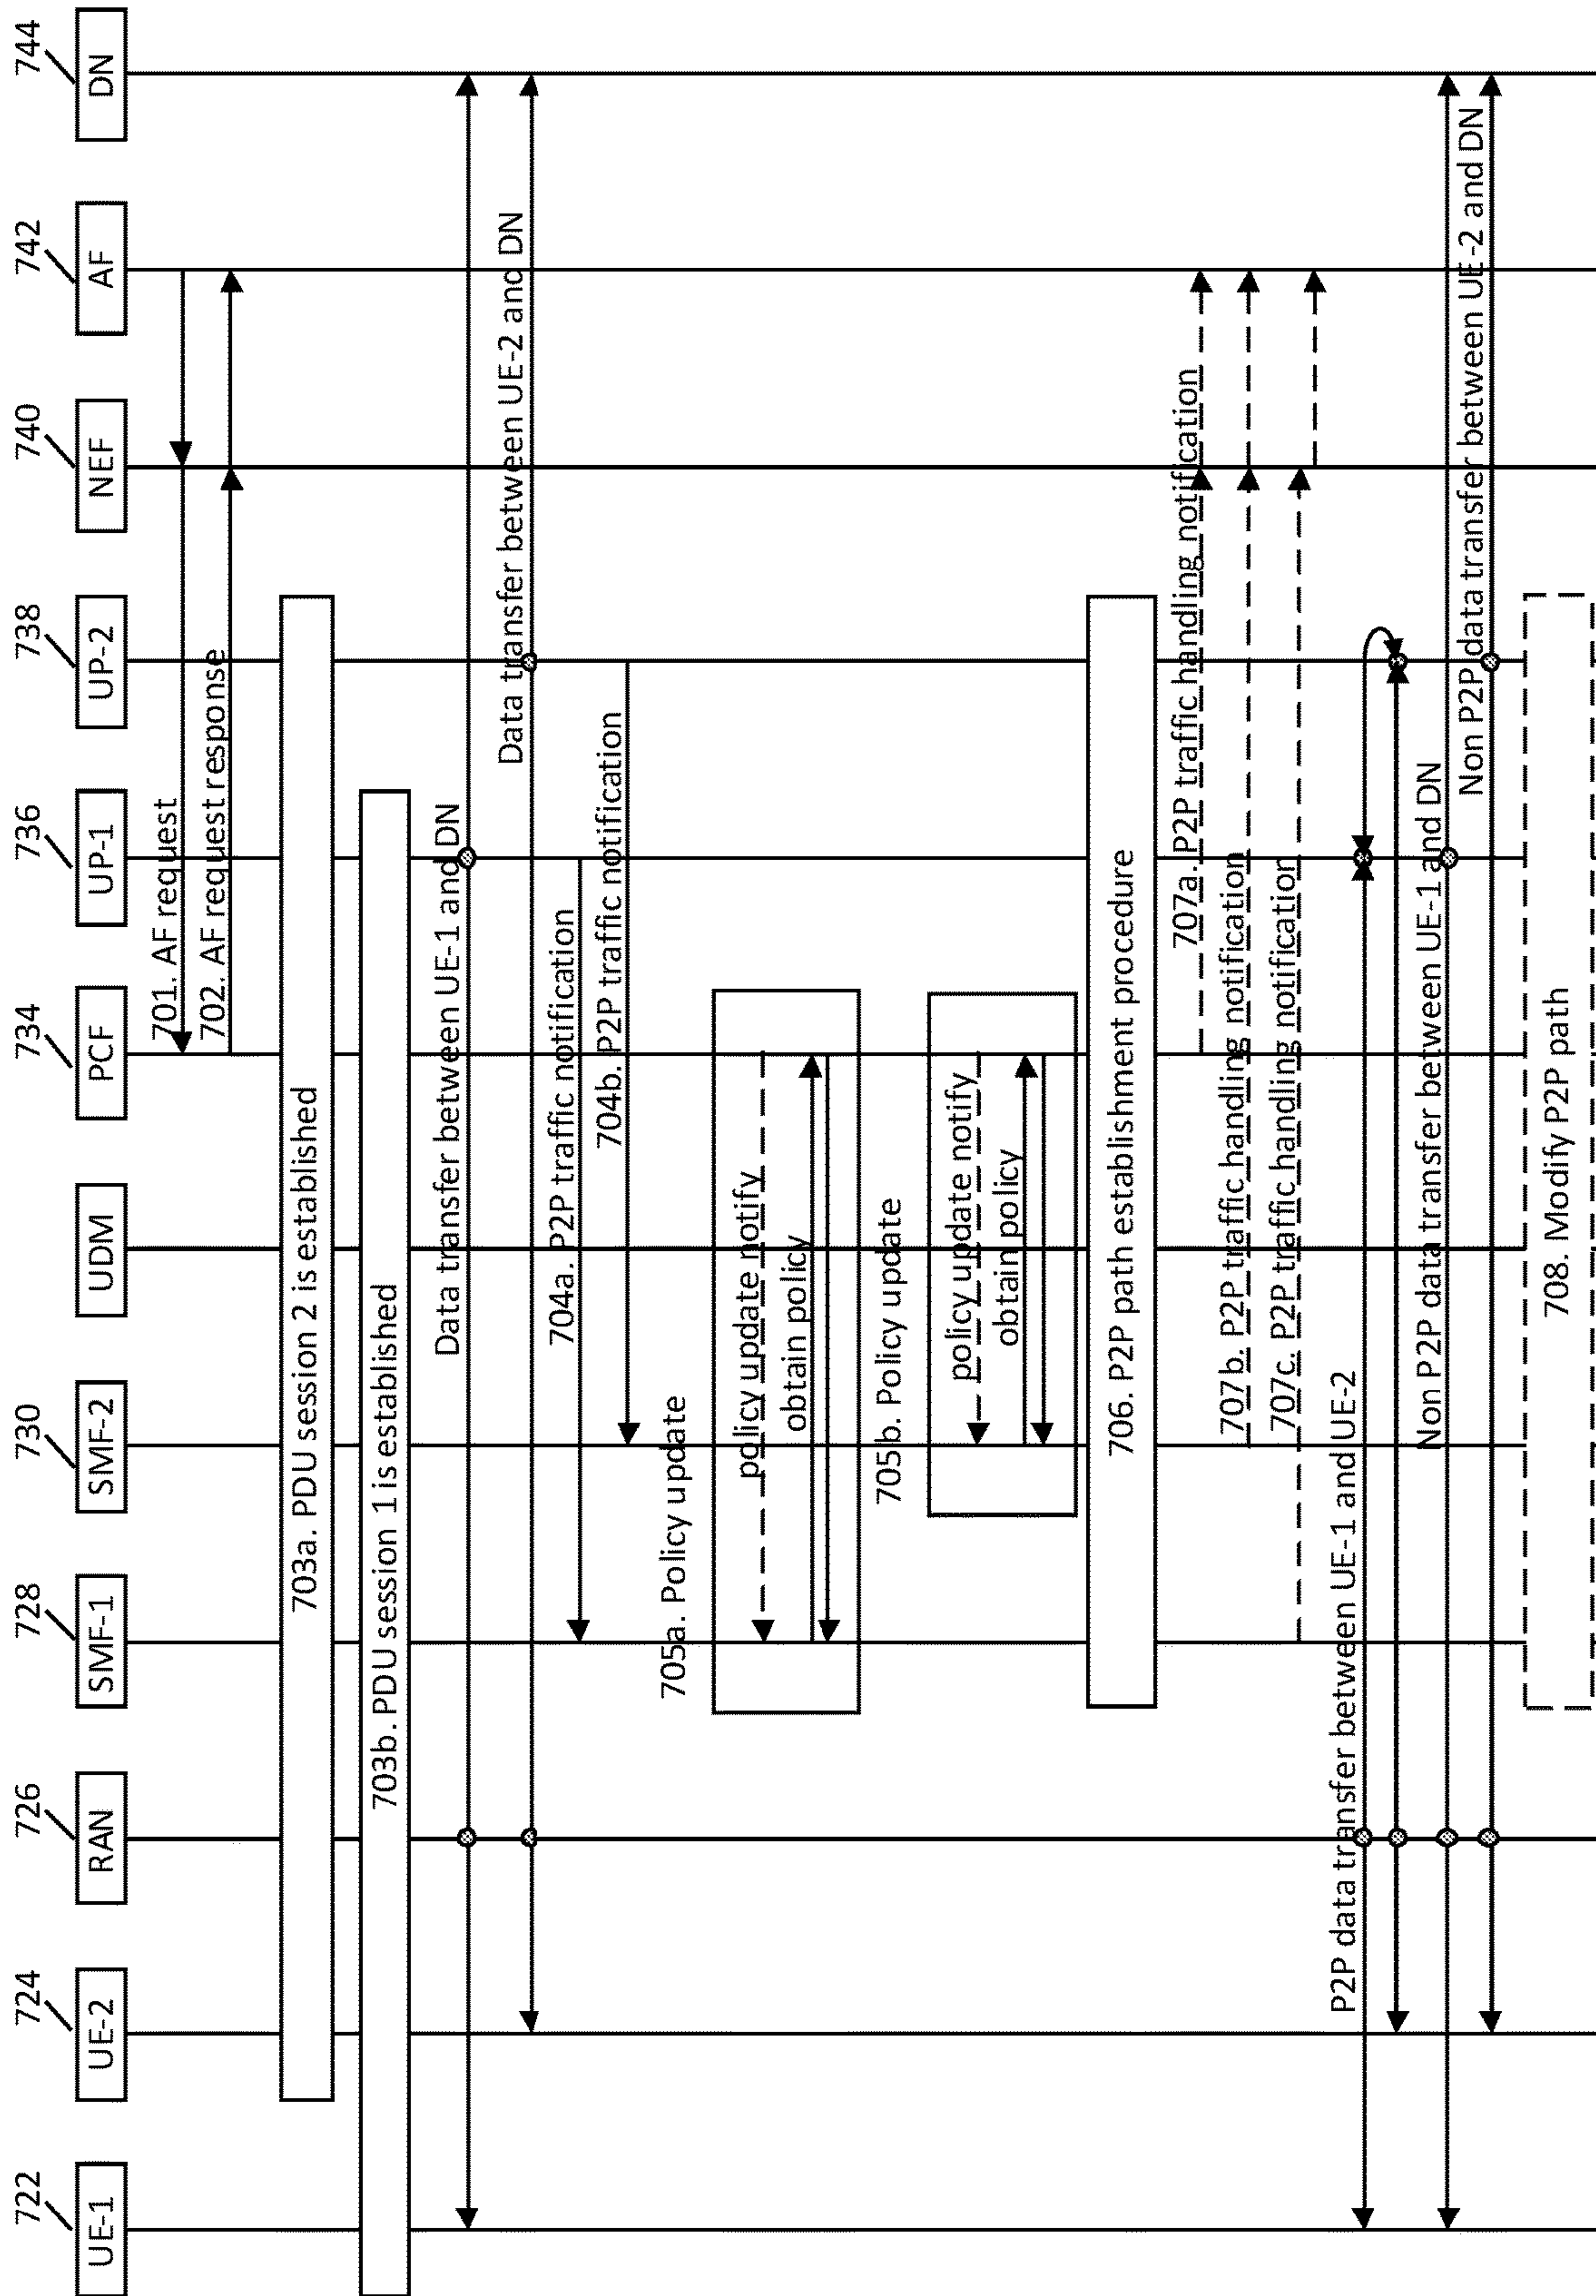 722
724
726
728
730
734
736
738
740
742
744
UE-1
UE-2
RAN
SMF-1
SMF-2
UDM
PCF
UP-1
UP-2
NEF
AF
DN
701. AF request
702. AF request response
703a. PDU session 2 is established
703b. PDU session 1 is established
Data transfer between UE-1 and DN
Data transfer between UE-2 and DN
704a. P2P traffic notification
704b. P2P traffic notification
705a. Policy update
policy update notify
obtain policy
705b. Policy update
policy update notify
obtain policy
706. P2P path establishment procedure
707a. P2P traffic handling notification
707b. P2P traffic handling notification
707c. P2P traffic handling notification
P2P data transfer between UE-1 and UE-2
Non P2P data transfer between UE-1 and DN
Non P2P data transfer between UE-2 and DN
708. Modify P2P path